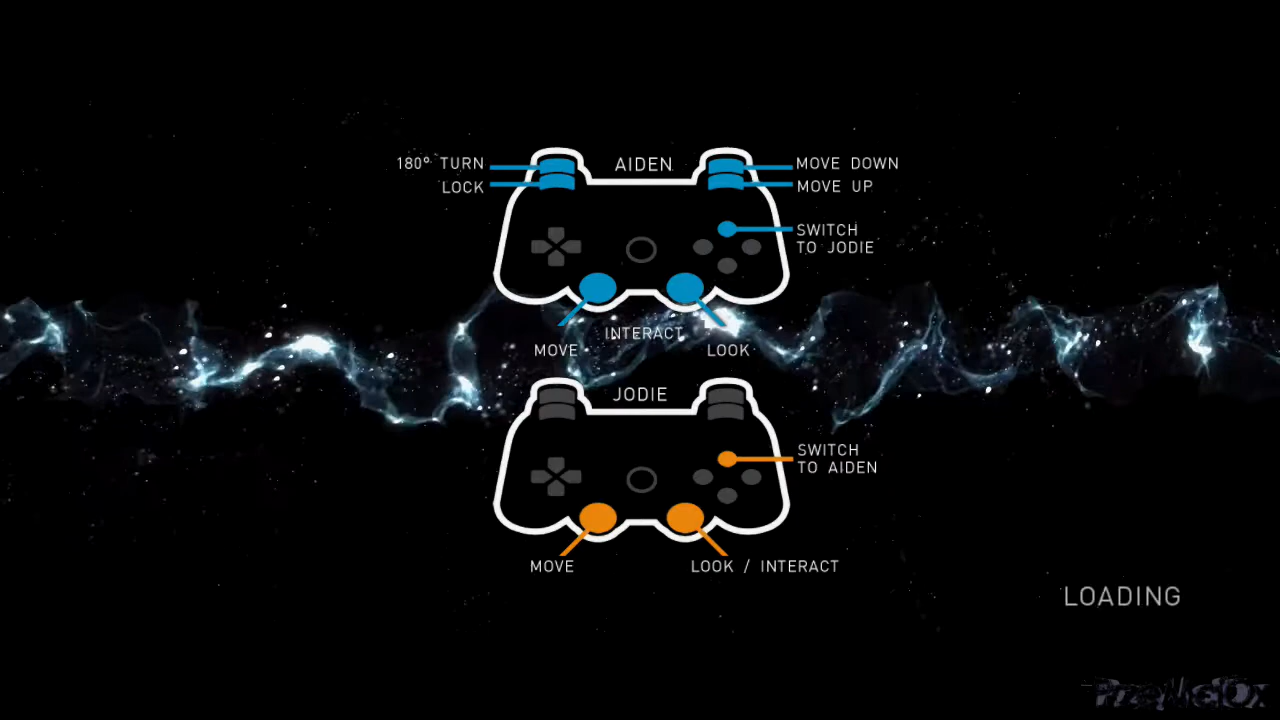 180° TURN
AIDEN
MOVE DOWN
LOCK
MOVE UP
SWITCH
TO JODIE
INTERACT
MOVE
LOOK
JODIE
SWITCH
TO AIDEN
MOVE
LOOK / INTERACT
LOADING